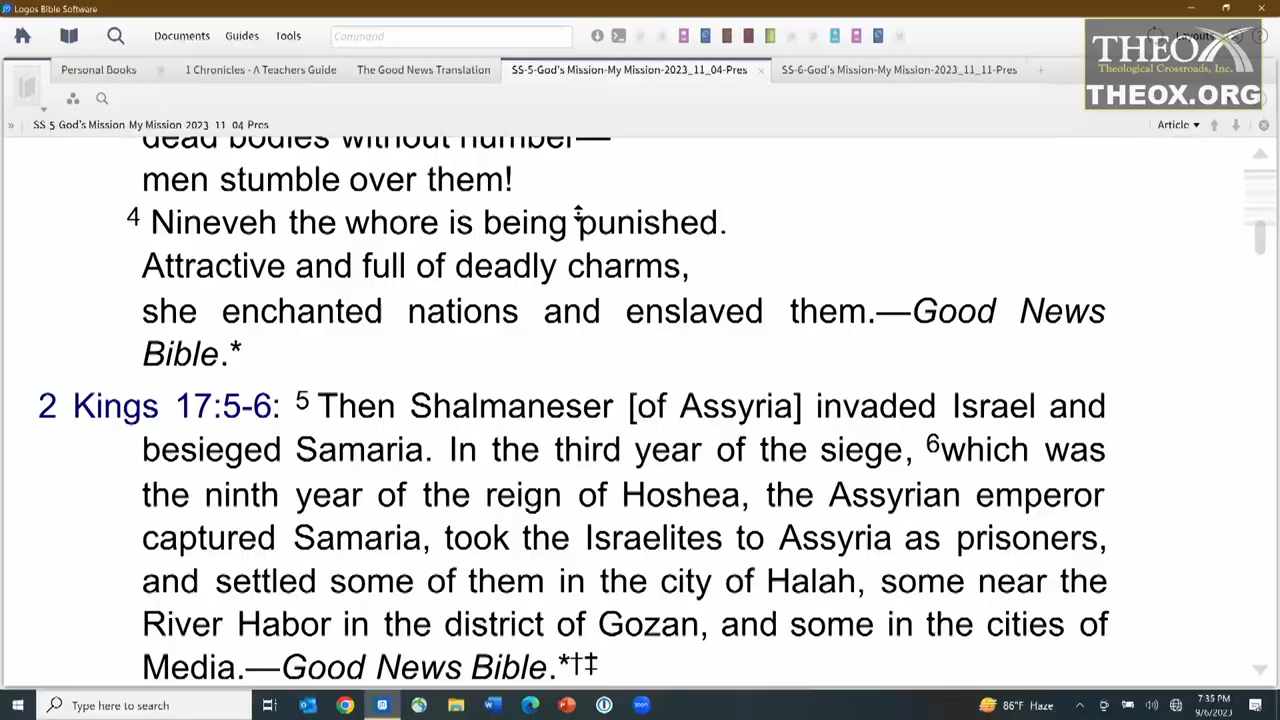 Logos Bible Software
Documents Guides Tools Command Layouts
THEOX
Theological Crossroads, Inc.
THEOX.ORG
Personal Books 1 Chronicles - A Teachers Guide The Good News Bible SS-5-God's Mission-My Mission-2023_11_04-Pres SS-6-God's Mission-My Mission-2023_11_11-Pres
» SS 5 God's Mission-My Mission 2023 11 04 Pres Article
dead bodies without number—
men stumble over them!
4 Nineveh the whore is being punished.
Attractive and full of deadly charms,
she enchanted nations and enslaved them.—Good News
Bible.*
2 Kings 17:5-6: 5 Then Shalmaneser [of Assyria] invaded Israel and
besieged Samaria. In the third year of the siege, 6which was
the ninth year of the reign of Hoshea, the Assyrian emperor
captured Samaria, took the Israelites to Assyria as prisoners,
and settled some of them in the city of Halah, some near the
River Habor in the district of Gozan, and some in the cities of
Media.—Good News Bible.*†‡
Type here to search 86°F Haze 7:35 PM
9/6/2023